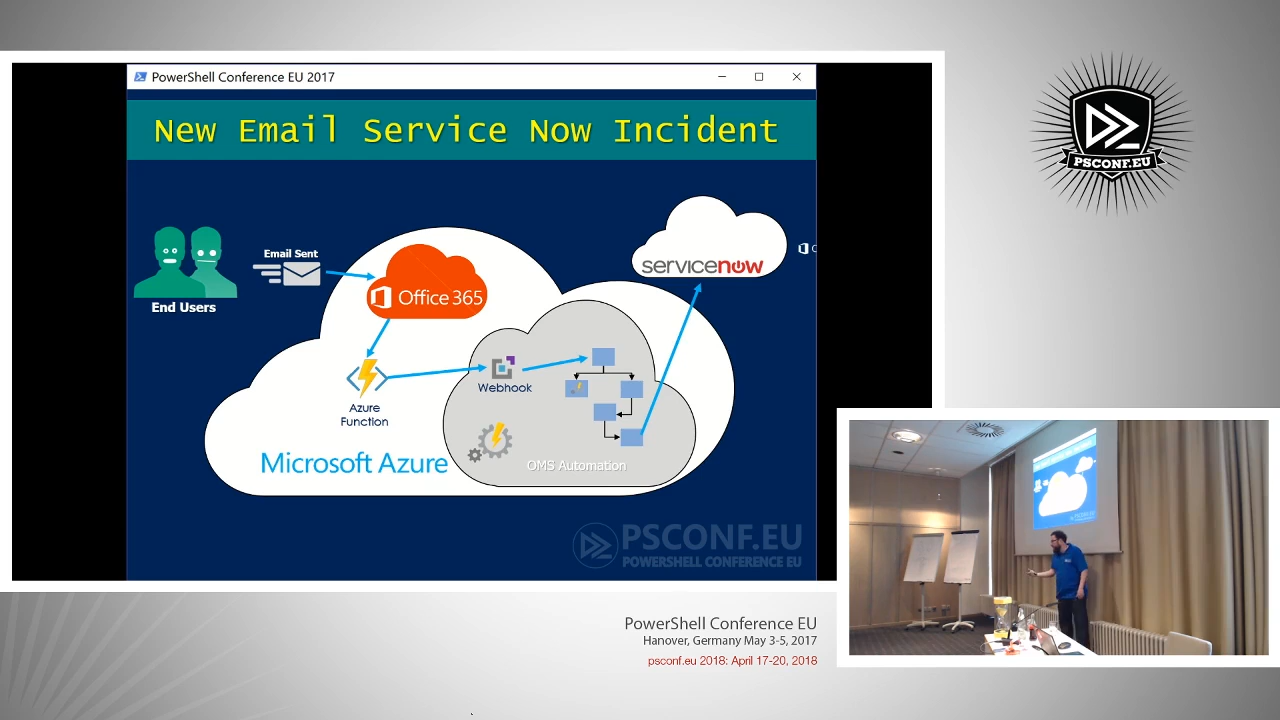 PowerShell Conference EU 2017
New Email Service Now Incident
Email Sent
End Users
Office 365
servicenow
Webhook
Azure
Function
Microsoft Azure
OMS Automation
PSCONF.EU
POWERSHELL CONFERENCE EU
PSCONF.EU
PowerShell Conference EU
Hanover, Germany May 3-5, 2017
psconf.eu 2018: April 17-20, 2018